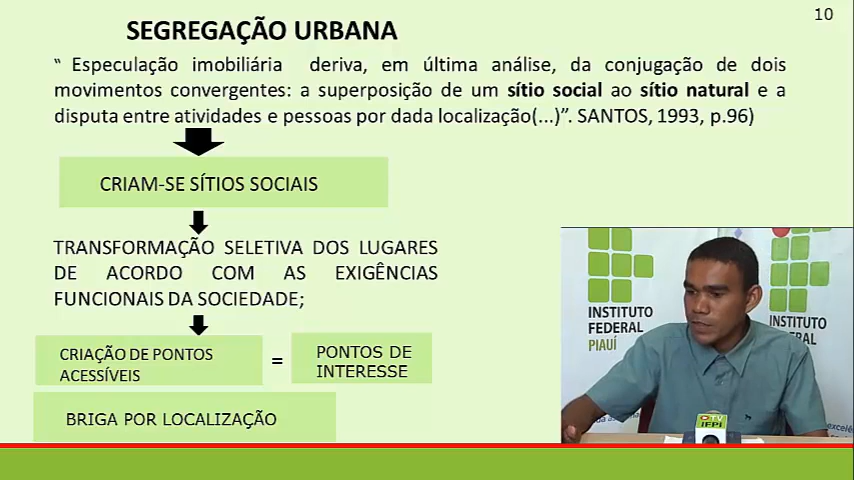 10
SEGREGAÇÃO URBANA
“ Especulação imobiliária deriva, em última análise, da conjugação de dois
movimentos convergentes: a superposição de um sítio social ao sítio natural e a
disputa entre atividades e pessoas por dada localização(...)”. SANTOS, 1993, p.96)
CRIAM-SE SÍTIOS SOCIAIS
TRANSFORMAÇÃO SELETIVA DOS LUGARES
DE ACORDO COM AS EXIGÊNCIAS
FUNCIONAIS DA SOCIEDADE;
CRIAÇÃO DE PONTOS
ACESSÍVEIS
=
PONTOS DE
INTERESSE
BRIGA POR LOCALIZAÇÃO
INSTITUTO
FEDERAL
PIAUÍ
INSTITUTO
FEDERAL
TV
IFPI